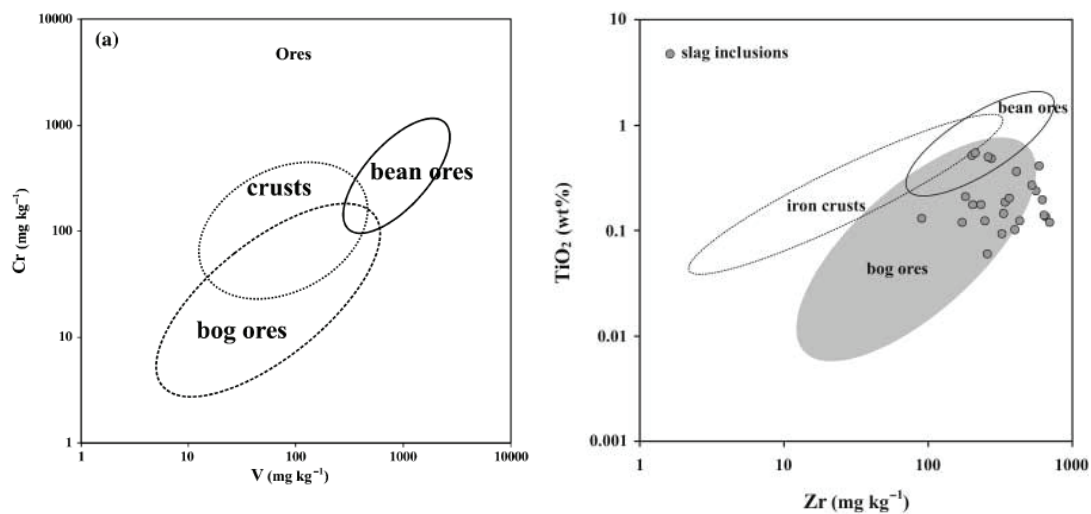 (a)
Ores
Cr (mg kg⁻¹)
10000
1000
100
10
1
crusts
bean ores
bog ores
1
10
100
1000
10000
V (mg kg⁻¹)
slag inclusions
TiO₂ (wt%)
10
1
0.1
0.01
0.001
bean ores
iron crusts
bog ores
1
10
100
1000
Zr (mg kg⁻¹)